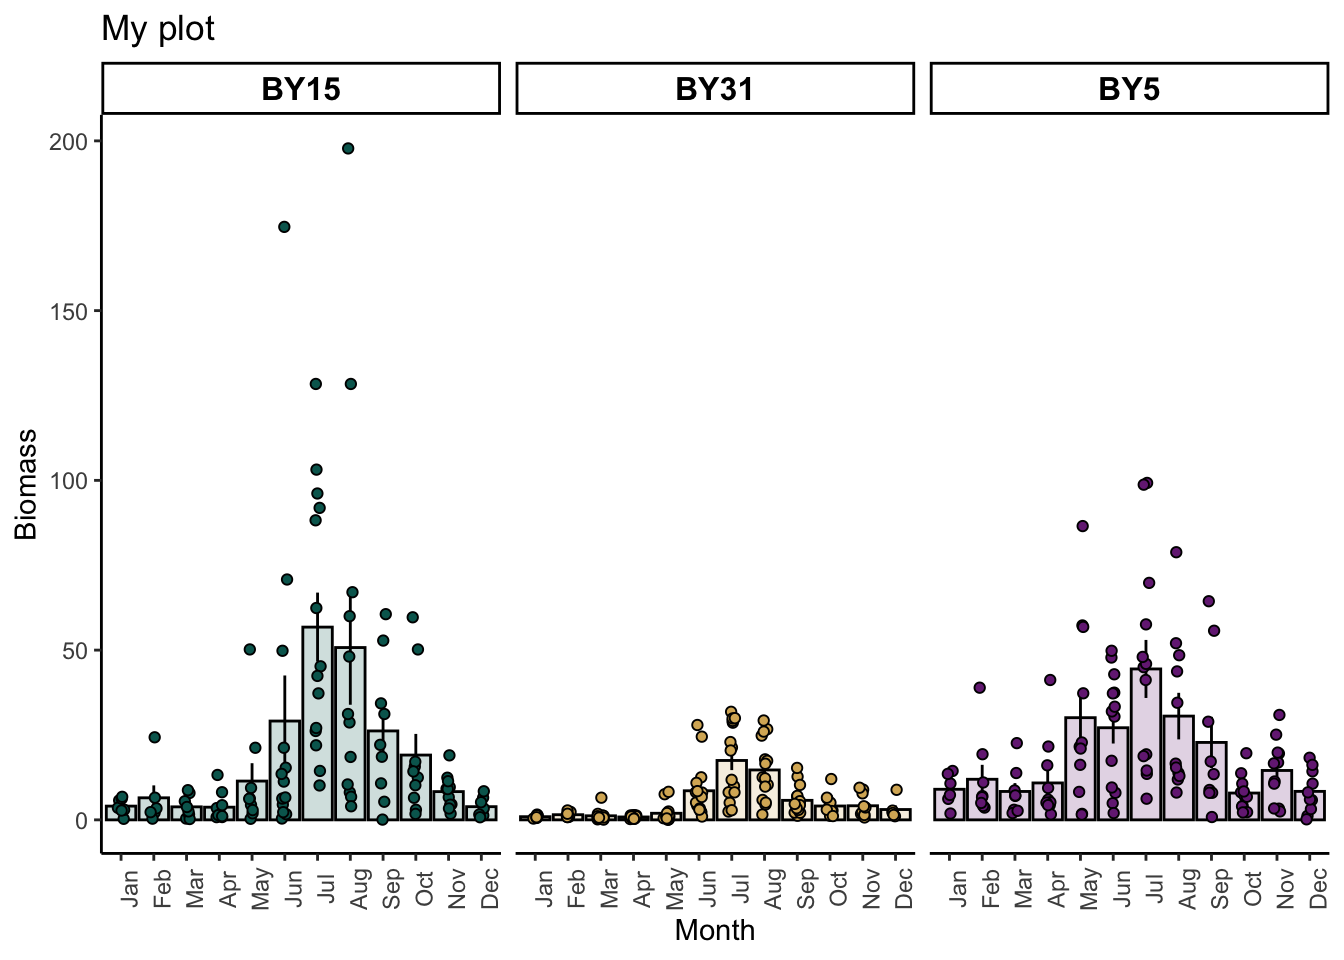 My plot
BY15 BY31 BY5
200
150
100
50
0
Biomass
Jan Feb Mar Apr May Jun Jul Aug Sep Oct Nov Dec Jan Feb Mar Apr May Jun Jul Aug Sep Oct Nov Dec Jan Feb Mar Apr May Jun Jul Aug Sep Oct Nov Dec
Month